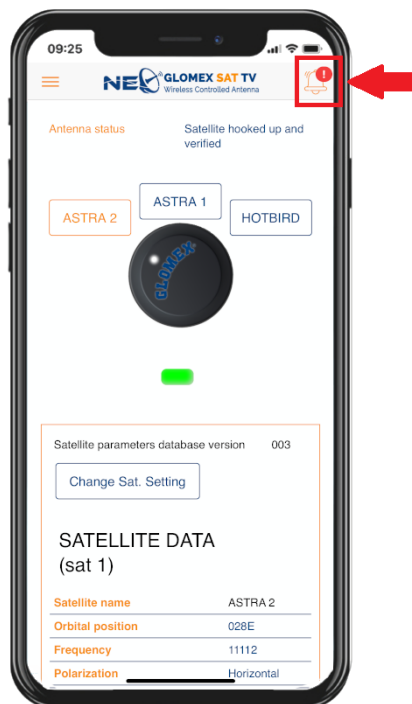 09:25
NEO GLOMEX SAT TV
Wireless Controlled Antenna
!
Antenna status
Satellite hooked up and
verified
ASTRA 2
ASTRA 1
HOTBIRD
GLOMEX
Satellite parameters database version 003
Change Sat. Setting
SATELLITE DATA
(sat 1)
Satellite name ASTRA 2
Orbital position 028E
Frequency 11112
Polarization Horizontal